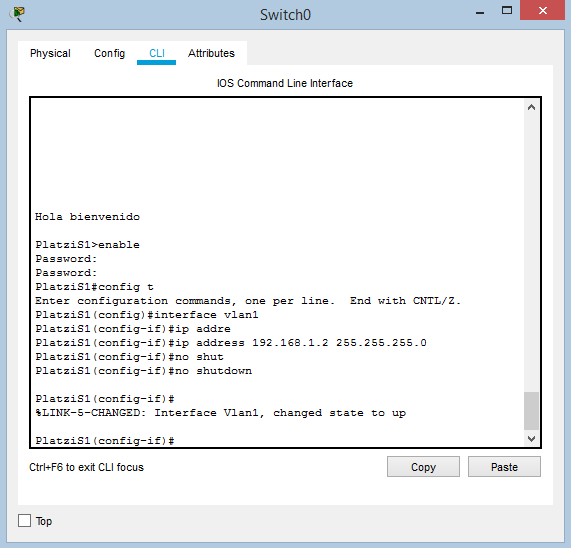 Switch0
Physical Config CLI Attributes
IOS Command Line Interface
Hola bienvenido
PlatziS1>enable
Password:
Password:
PlatziS1#config t
Enter configuration commands, one per line.  End with CNTL/Z.
PlatziS1(config)#interface vlan1
PlatziS1(config-if)#ip addre
PlatziS1(config-if)#ip address 192.168.1.2 255.255.255.0
PlatziS1(config-if)#no shut
PlatziS1(config-if)#no shutdown
PlatziS1(config-if)#
%LINK-5-CHANGED: Interface Vlan1, changed state to up
PlatziS1(config-if)#
Ctrl+F6 to exit CLI focus
Copy Paste
Top